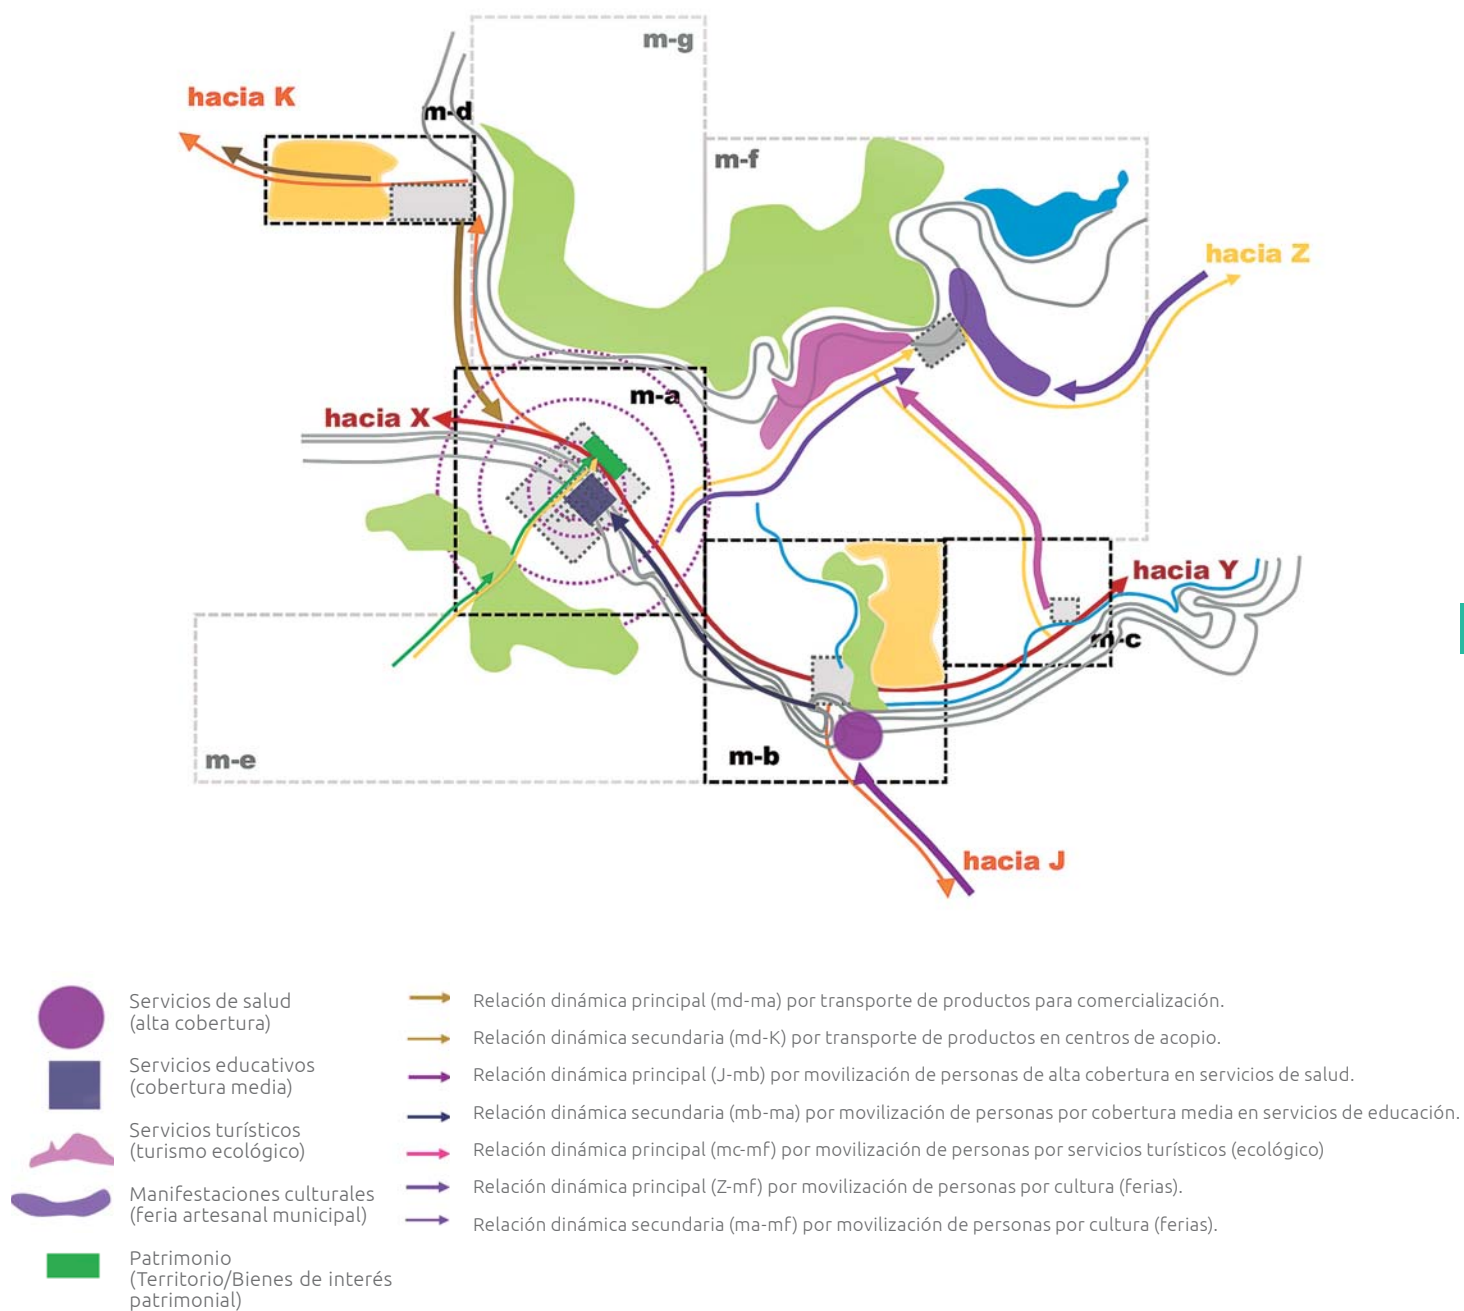 m-g
hacia K
m-d
m-f
hacia Z
m-a
hacia X
hacia Y
m-c
m-e
m-b
hacia J
Servicios de salud
(alta cobertura)
Servicios educativos
(cobertura media)
Servicios turísticos
(turismo ecológico)
Manifestaciones culturales
(feria artesanal municipal)
Patrimonio
(Territorio/Bienes de interés
patrimonial)
Relación dinámica principal (md-ma) por transporte de productos para comercialización.
Relación dinámica secundaria (md-K) por transporte de productos en centros de acopio.
Relación dinámica principal (J-mb) por movilización de personas de alta cobertura en servicios de salud.
Relación dinámica secundaria (mb-ma) por movilización de personas por cobertura media en servicios de educación.
Relación dinámica principal (mc-mf) por movilización de personas por servicios turísticos (ecológico)
Relación dinámica principal (Z-mf) por movilización de personas por cultura (ferias).
Relación dinámica secundaria (ma-mf) por movilización de personas por cultura (ferias).